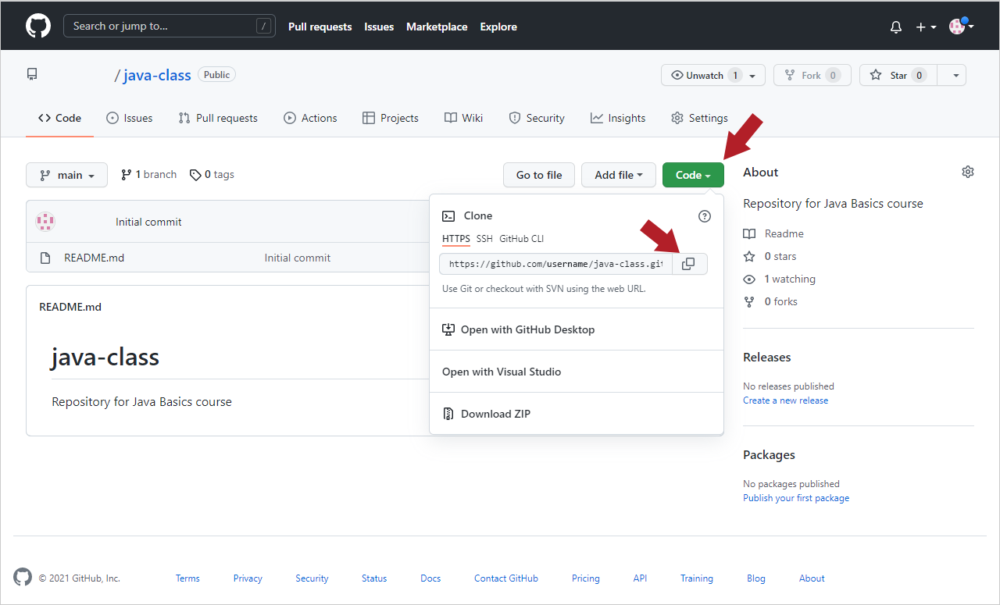 Search or jump to... / Pull requests Issues Marketplace Explore
/ java-class Public Unwatch 1 Fork 0 Star 0
Code Issues Pull requests Actions Projects Wiki Security Insights Settings
main 1 branch 0 tags Go to file Add file Code About
Repository for Java Basics course
Initial commit
Clone
HTTPS SSH GitHub CLI
README.md Initial commit
https://github.com/username/java-class.git
Use Git or checkout with SVN using the web URL.
Readme
0 stars
1 watching
0 forks
README.md
Open with GitHub Desktop
java-class
Releases
Open with Visual Studio
No releases published
Create a new release
Repository for Java Basics course
Download ZIP
Packages
No packages published
Publish your first package
© 2021 GitHub, Inc. Terms Privacy Security Status Docs Contact GitHub Pricing API Training Blog About